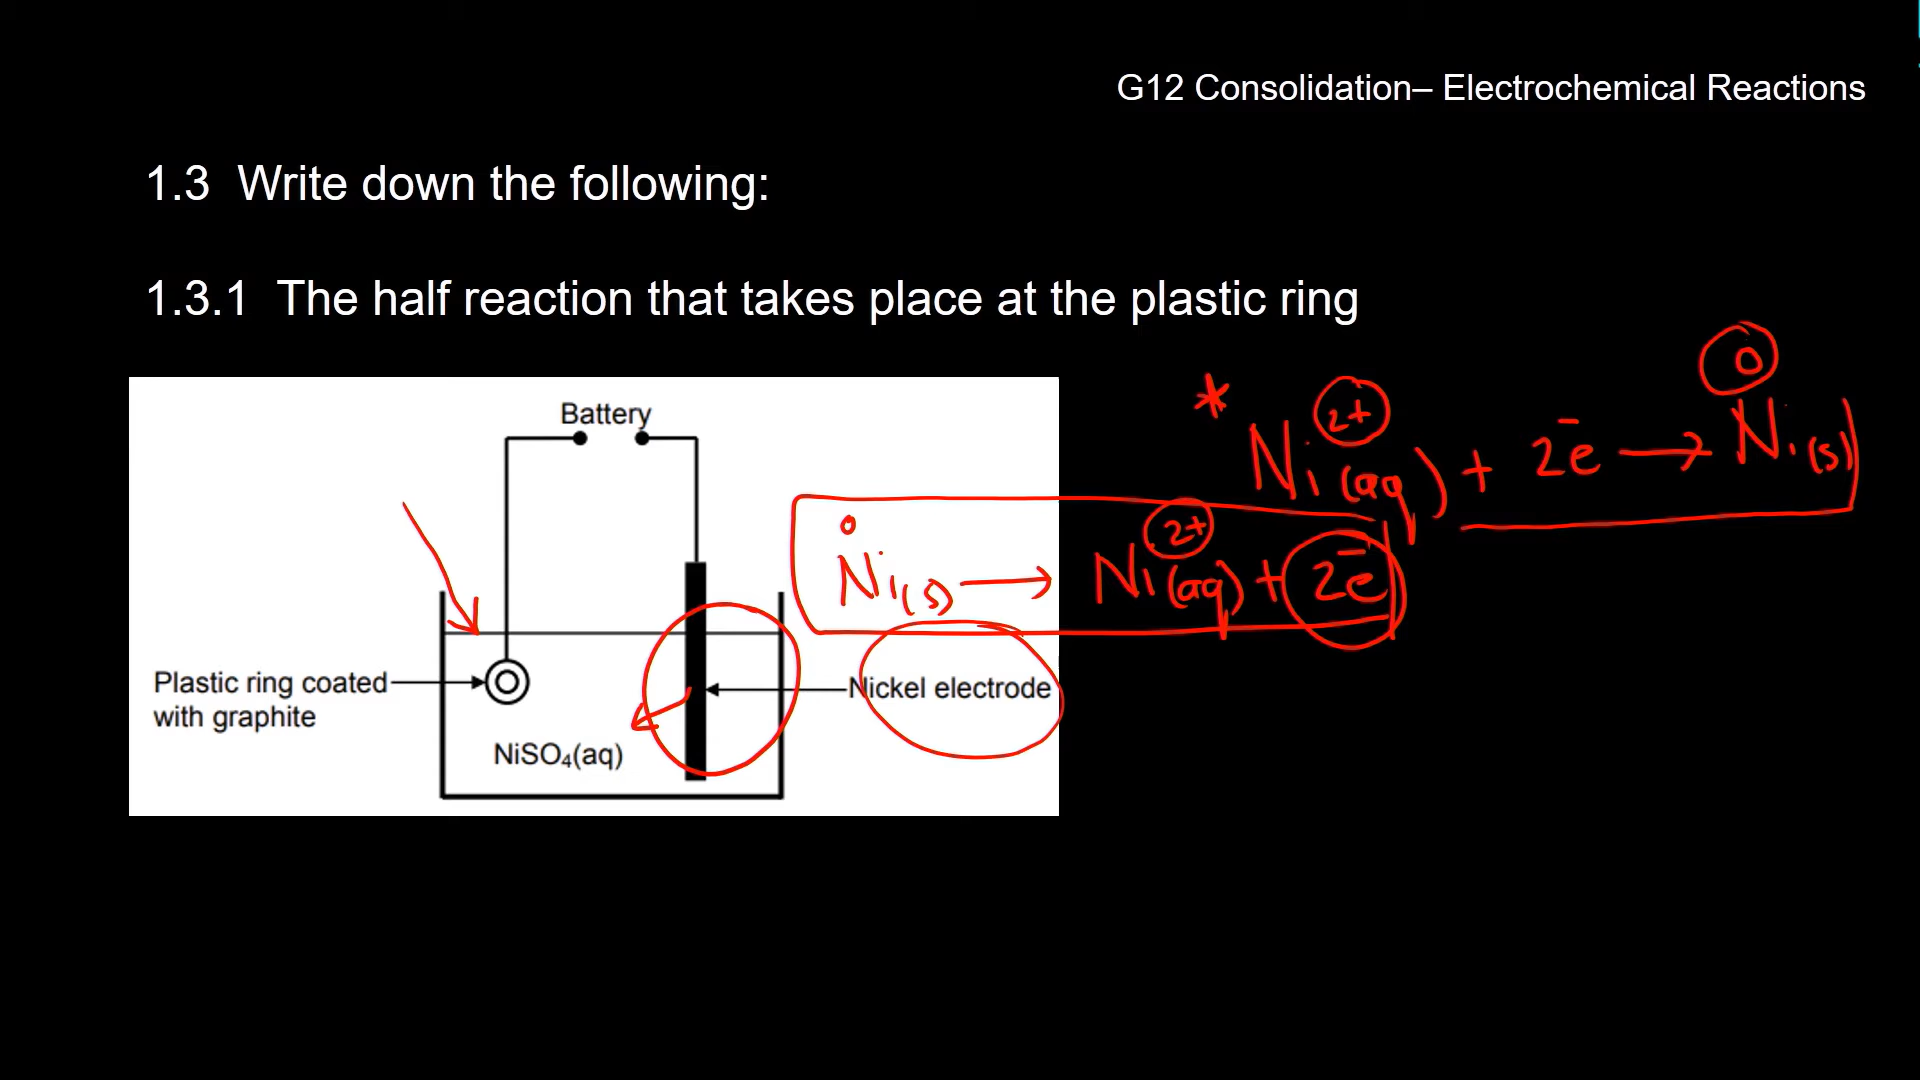 G12 Consolidation– Electrochemical Reactions
1.3 Write down the following:
1.3.1 The half reaction that takes place at the plastic ring
Battery
* Ni²⁺(aq) + 2e⁻ → Ni(s)
0
0
Ni(s) → Ni²⁺(aq) + 2e⁻
Plastic ring coated
with graphite
Nickel electrode
NiSO₄(aq)